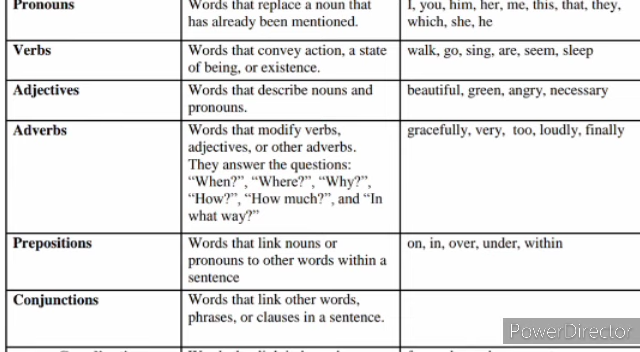 Pronouns
Words that replace a noun that
has already been mentioned.
I, you, him, her, me, this, that, they,
which, she, he
Verbs
Words that convey action, a state
of being, or existence.
walk, go, sing, are, seem, sleep
Adjectives
Words that describe nouns and
pronouns.
beautiful, green, angry, necessary
Adverbs
Words that modify verbs,
adjectives, or other adverbs.
They answer the questions:
“When?”, “Where?”, “Why?”,
“How?”, “How much?”, and “In
what way?”
gracefully, very,  too, loudly, finally
Prepositions
Words that link nouns or
pronouns to other words within a
sentence
on, in, over, under, within
Conjunctions
Words that link other words,
phrases, or clauses in a sentence.
PowerDirector